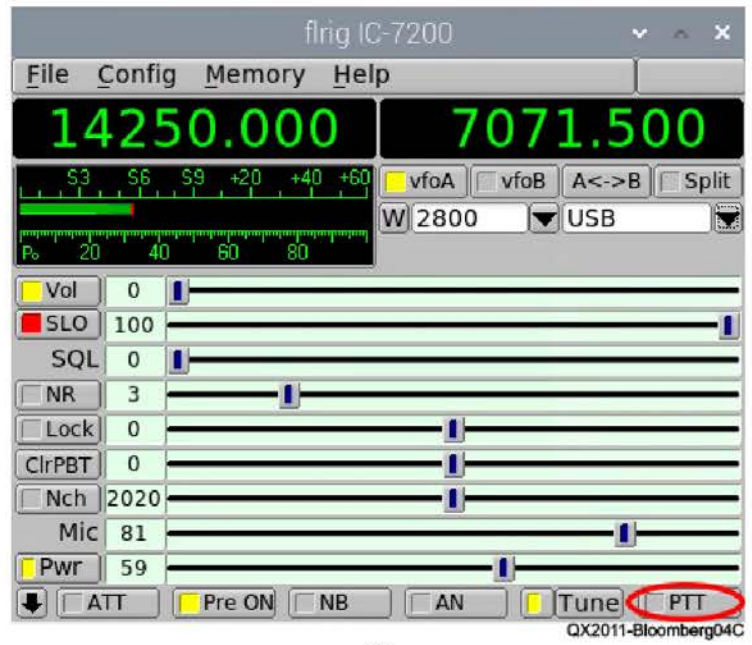 flrig IC-7200
File Config Memory Help
14250.000 7071.500
S3 S6 S9 +20 +40 +60
vfoA vfoB A<->B Split
W 2800 USB
Po 20 40 60 80
Vol 0
SLO 100
SQL 0
NR 3
Lock 0
ClrPBT 0
Nch 2020
Mic 81
Pwr 59
ATT Pre ON NB AN Tune PTT
QX2011-Bloomberg04C